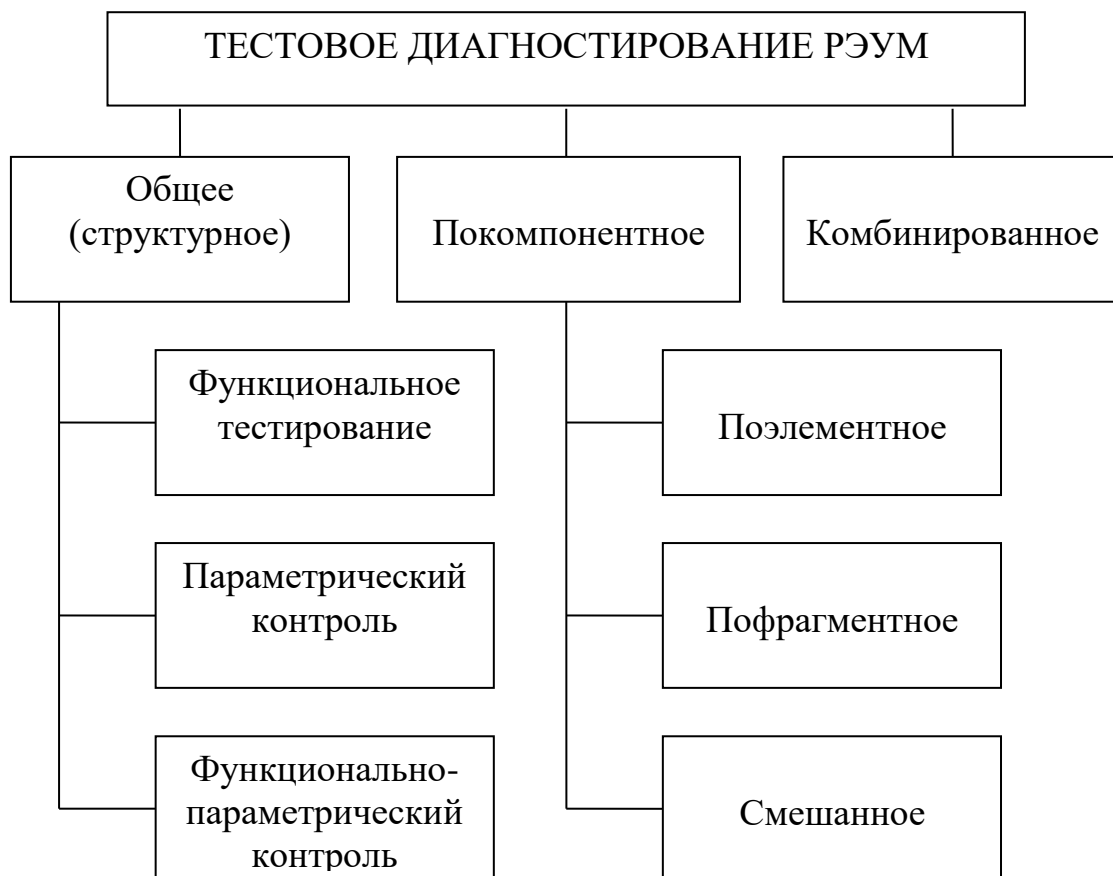 ТЕСТОВОЕ ДИАГНОСТИРОВАНИЕ РЭУМ
Общее
(структурное)
Покомпонентное
Комбинированное
Функциональное
тестирование
Поэлементное
Параметрический
контроль
Пофрагментное
Функционально-
параметрический
контроль
Смешанное